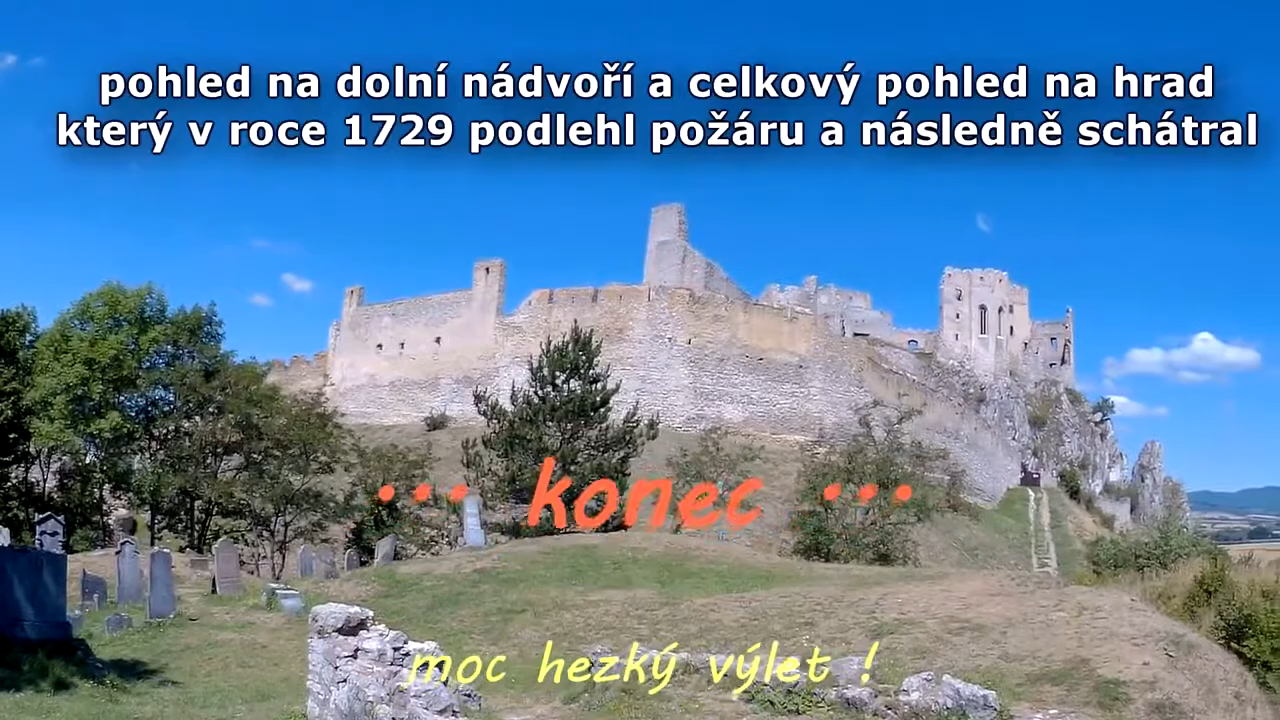 pohled na dolní nádvoří a celkový pohled na hrad
který v roce 1729 podlehl požáru a následně schátral
... konec ...
moc hezký výlet !